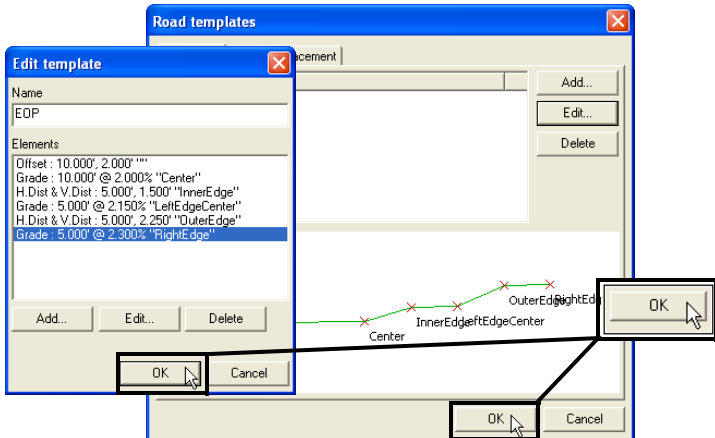 Road templates
Edit template
acement
Name
EOP
Add...
Edit...
Delete
Elements
Offset : 10.000', 2.000' ""
Grade : 10.000' @ 2.000% "Center"
H.Dist & V.Dist : 5.000', 1.500' "InnerEdge"
Grade : 5.000' @ 2.150% "LeftEdgeCenter"
H.Dist & V.Dist : 5.000', 2.250' "OuterEdge"
Grade : 5.000' @ 2.300% "RightEdge"
Add... Edit... Delete
OK Cancel
Center
InnerEdge
eftEdgeCenter
OuterEdge
RightEd
OK
OK Cancel